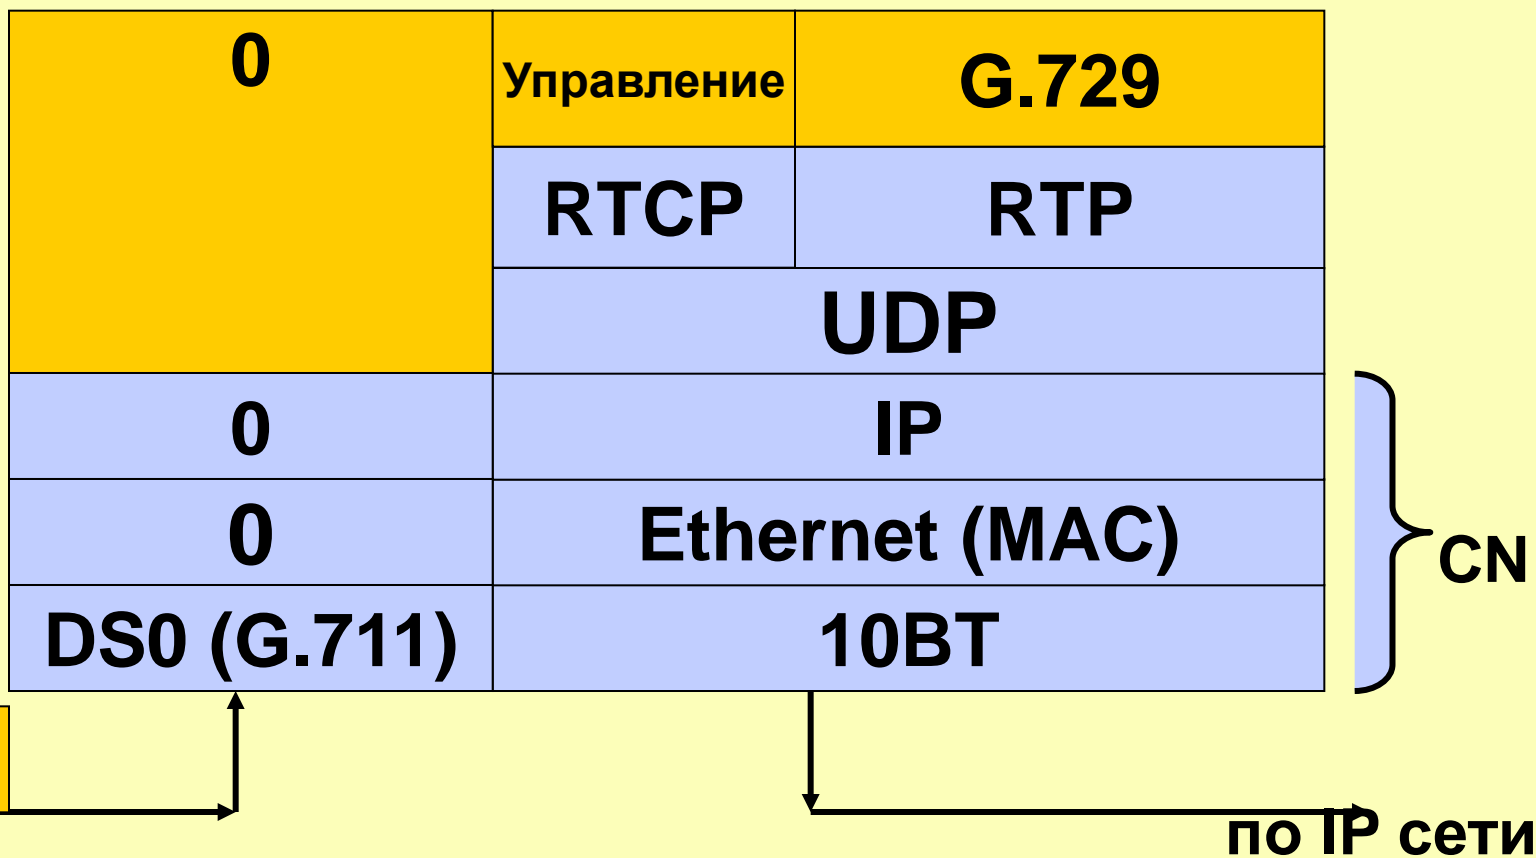 0
Управление
G.729
RTCP
RTP
UDP
0
IP
0
Ethernet (MAC)
CN
DS0 (G.711)
10BT
по IP сети